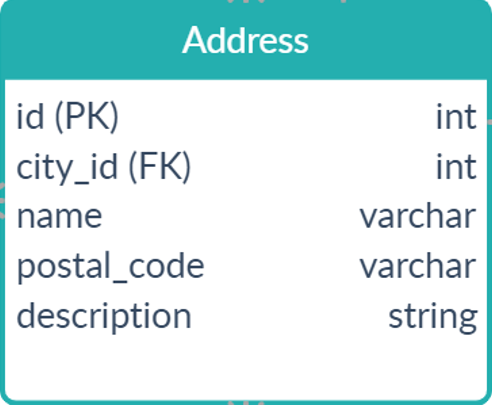 Address
id (PK) int
city_id (FK) int
name varchar
postal_code varchar
description string